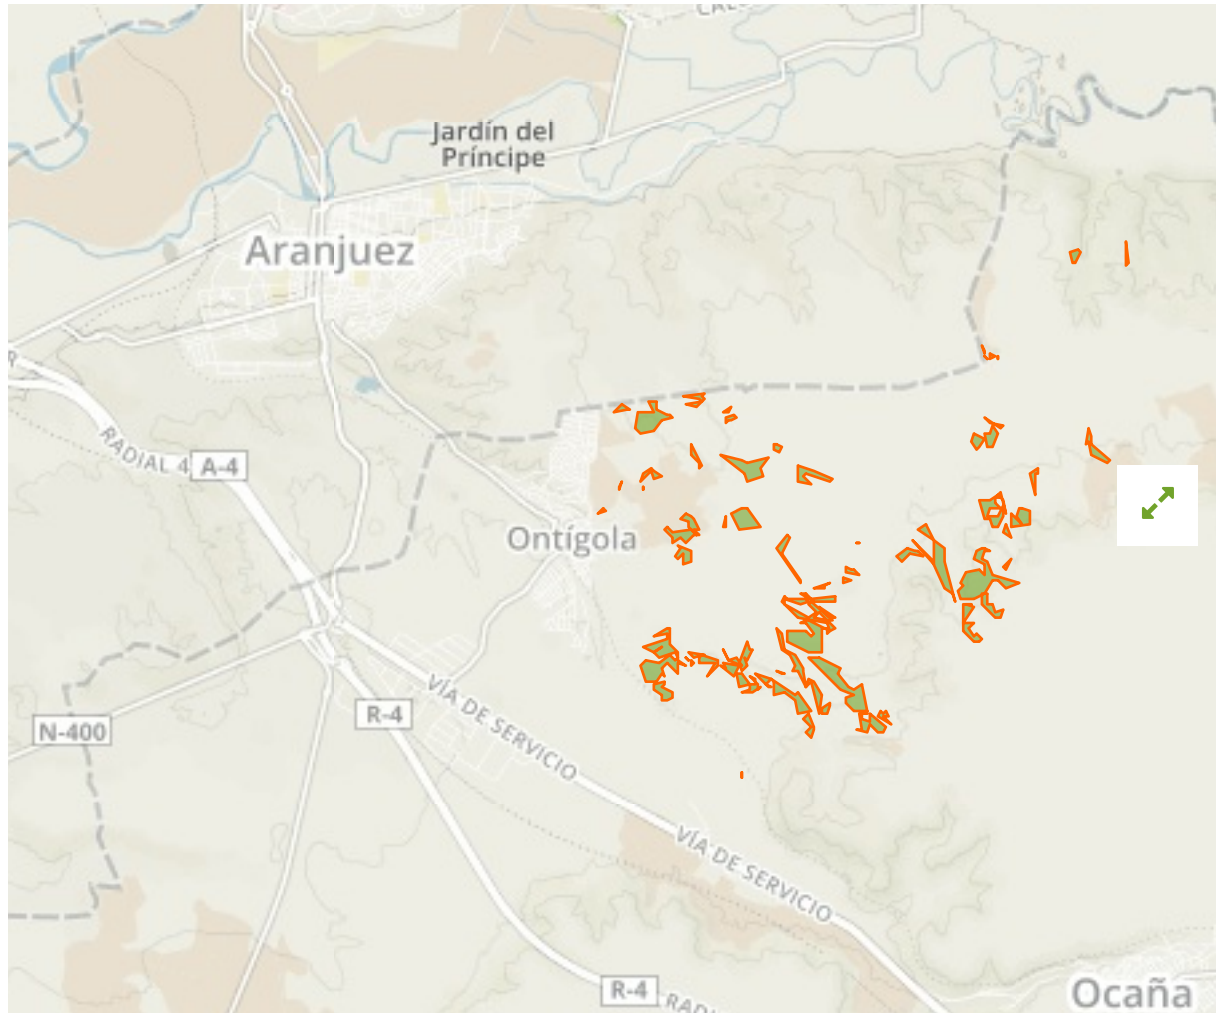 Jardín del
Príncipe
Aranjuez
RADIAL 4
A-4
Ontígola
N-400
R-4
VÍA DE SERVICIO
VÍA DE SERVICIO
R-4
Ocaña